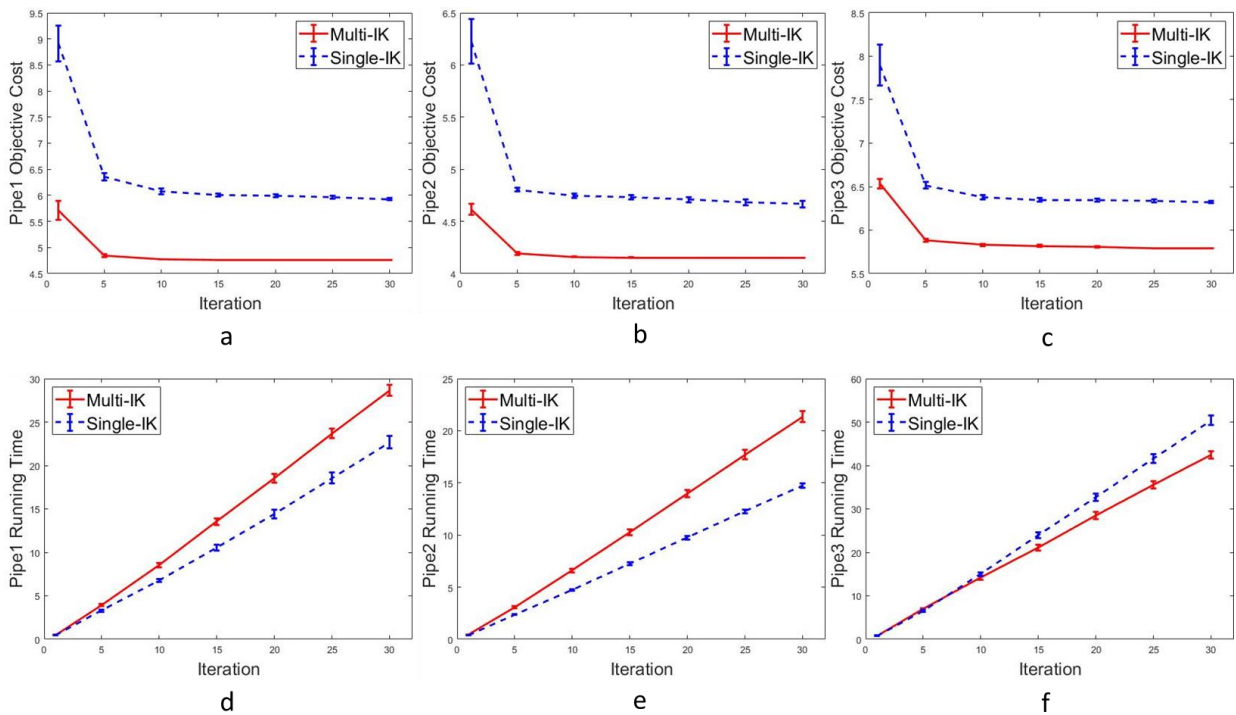 Pipe1 Objective Cost
9.5
9
8.5
8
7.5
7
6.5
6
5.5
5
4.5
0 5 10 15 20 25 30
Iteration
Multi-IK
Single-IK
a
Pipe2 Objective Cost
6.5
6
5.5
5
4.5
4
0 5 10 15 20 25 30
Iteration
Multi-IK
Single-IK
b
Pipe3 Objective Cost
8.5
8
7.5
7
6.5
6
5.5
0 5 10 15 20 25 30
Iteration
Multi-IK
Single-IK
c
Pipe1 Running Time
30
25
20
15
10
5
0
0 5 10 15 20 25 30
Iteration
Multi-IK
Single-IK
d
Pipe2 Running Time
25
20
15
10
5
0
0 5 10 15 20 25 30
Iteration
Multi-IK
Single-IK
e
Pipe3 Running Time
60
50
40
30
20
10
0
0 5 10 15 20 25 30
Iteration
Multi-IK
Single-IK
f